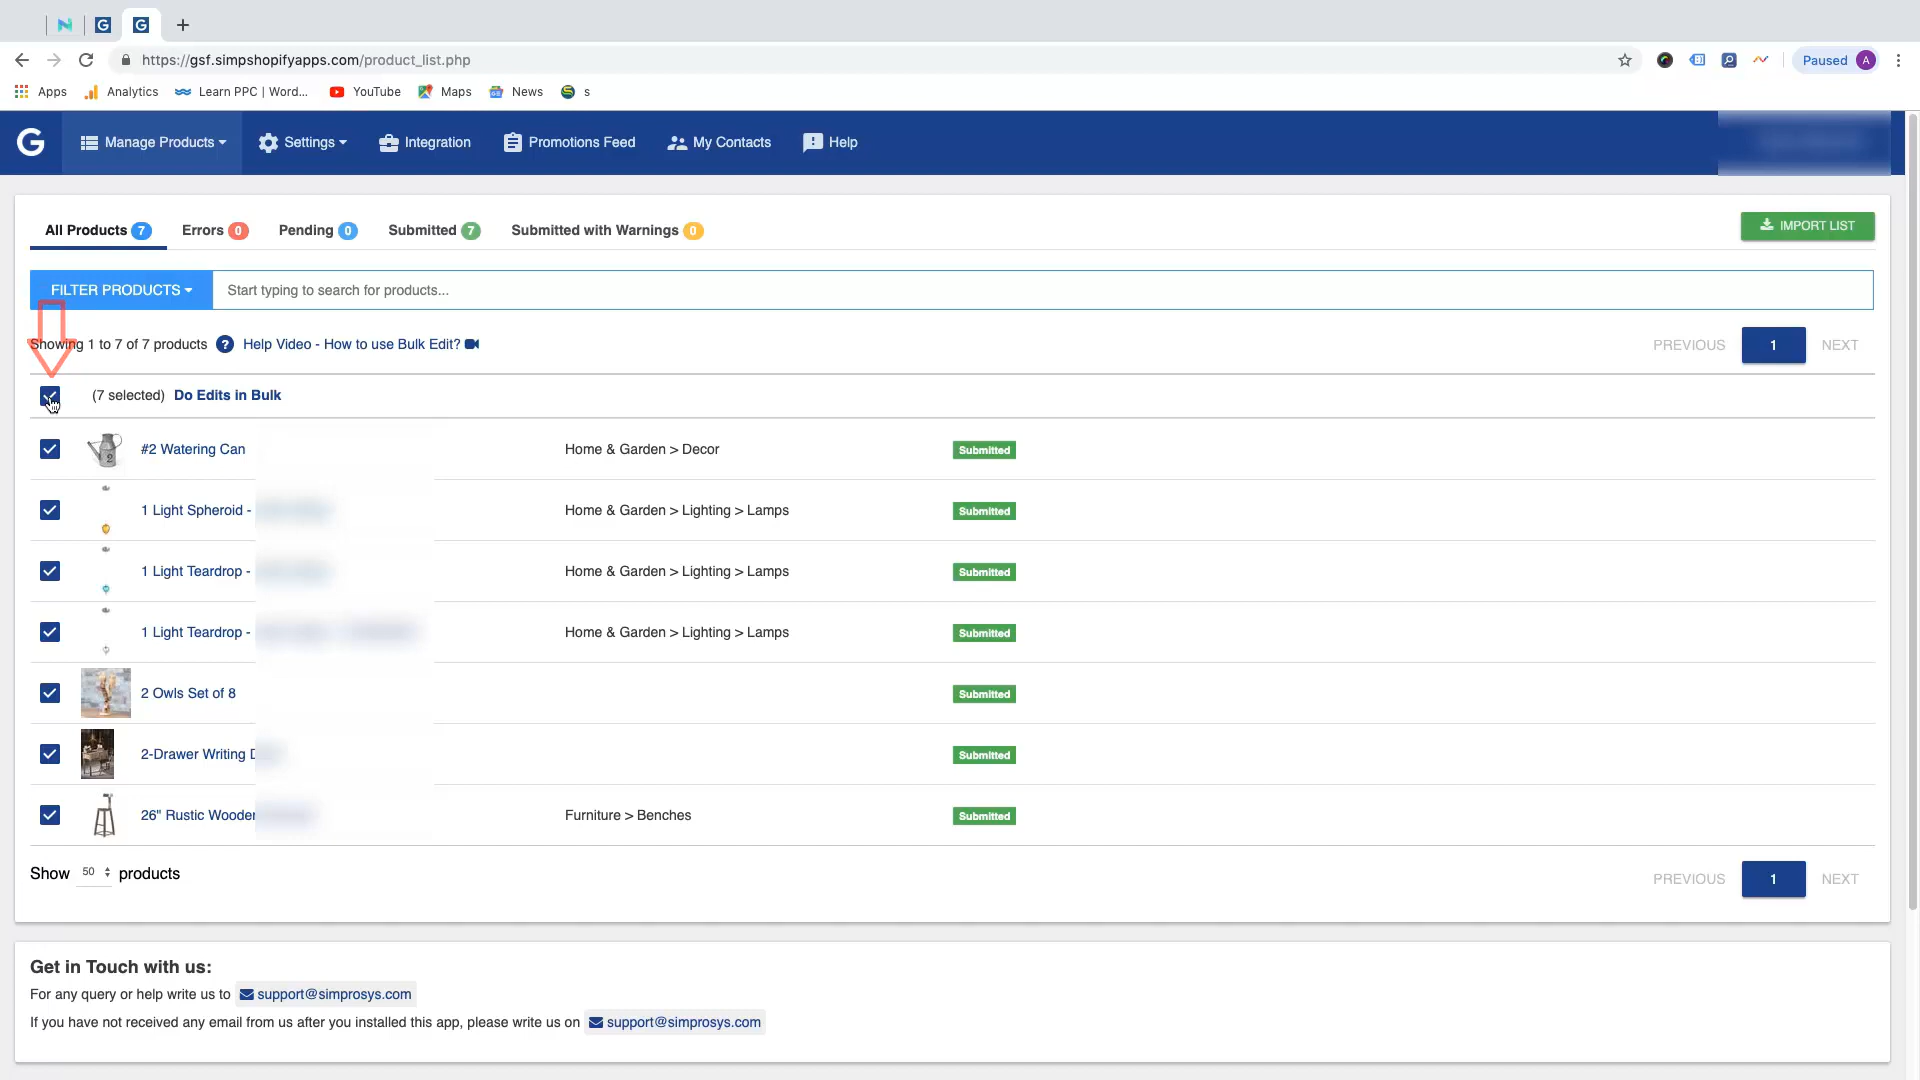 https://gsf.simpshopifyapps.com/product_list.php
Paused A
Apps Analytics Learn PPC | Word... YouTube Maps News s
G Manage Products Settings Integration Promotions Feed My Contacts Help
All Products 7 Errors 0 Pending 0 Submitted 7 Submitted with Warnings 0 IMPORT LIST
FILTER PRODUCTS Start typing to search for products...
Showing 1 to 7 of 7 products ? Help Video - How to use Bulk Edit? PREVIOUS 1 NEXT
(7 selected) Do Edits in Bulk
#2 Watering Can Home & Garden > Decor Submitted
1 Light Spheroid - Home & Garden > Lighting > Lamps Submitted
1 Light Teardrop - Home & Garden > Lighting > Lamps Submitted
1 Light Teardrop - Home & Garden > Lighting > Lamps Submitted
2 Owls Set of 8 Submitted
2-Drawer Writing Submitted
26" Rustic Wooden Furniture > Benches Submitted
Show 50 products PREVIOUS 1 NEXT
Get in Touch with us:
For any query or help write us to support@simprosys.com
If you have not received any email from us after you installed this app, please write us on support@simprosys.com